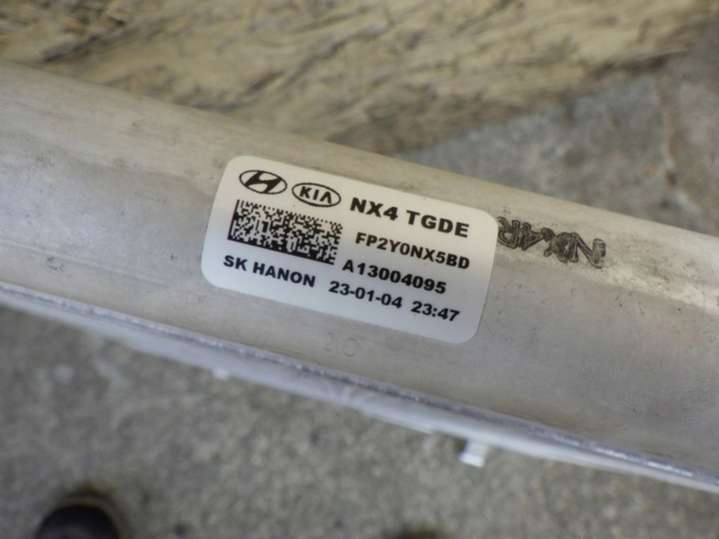 KIA NX4 TGDE
FP2Y0NX5BD
A13004095
SK HANON 23-01-04 23:47